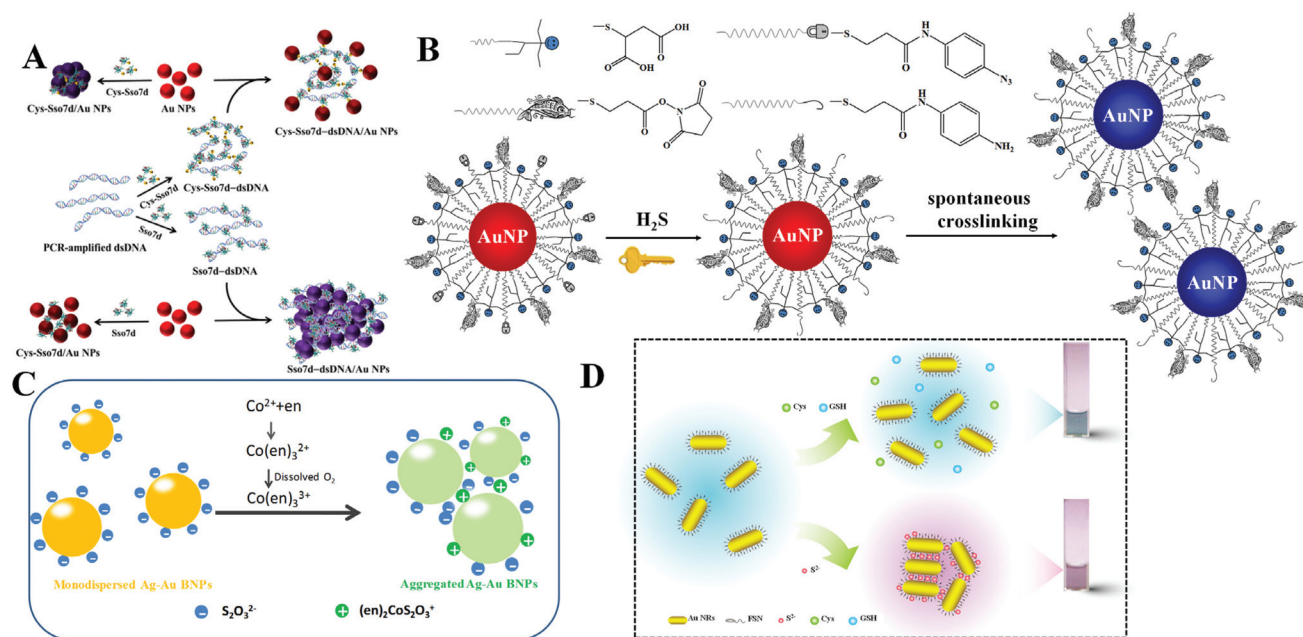 A
Cys-Sso7d
Cys-Sso7d/Au NPs
Au NPs
Cys-Sso7d–dsDNA/Au NPs
Cys-Sso7d
Cys-Sso7d–dsDNA
PCR-amplified dsDNA
Sso7d
Sso7d–dsDNA
Sso7d
Cys-Sso7d/Au NPs
Sso7d–dsDNA/Au NPs
B
S
O
OH
OH
O
S
O
H
N
N3
S
O
O
N
O
O
S
O
H
N
NH2
AuNP
H2S
AuNP
spontaneous
crosslinking
AuNP
AuNP
C
Co2++en
Co(en)32+
Dissolved O2
Co(en)33+
Monodispersed Ag-Au BNPs
Aggregated Ag-Au BNPs
S2O32-
(en)2CoS2O3+
D
Cys
GSH
S2-
Au NRs
FSN
S2-
Cys
GSH